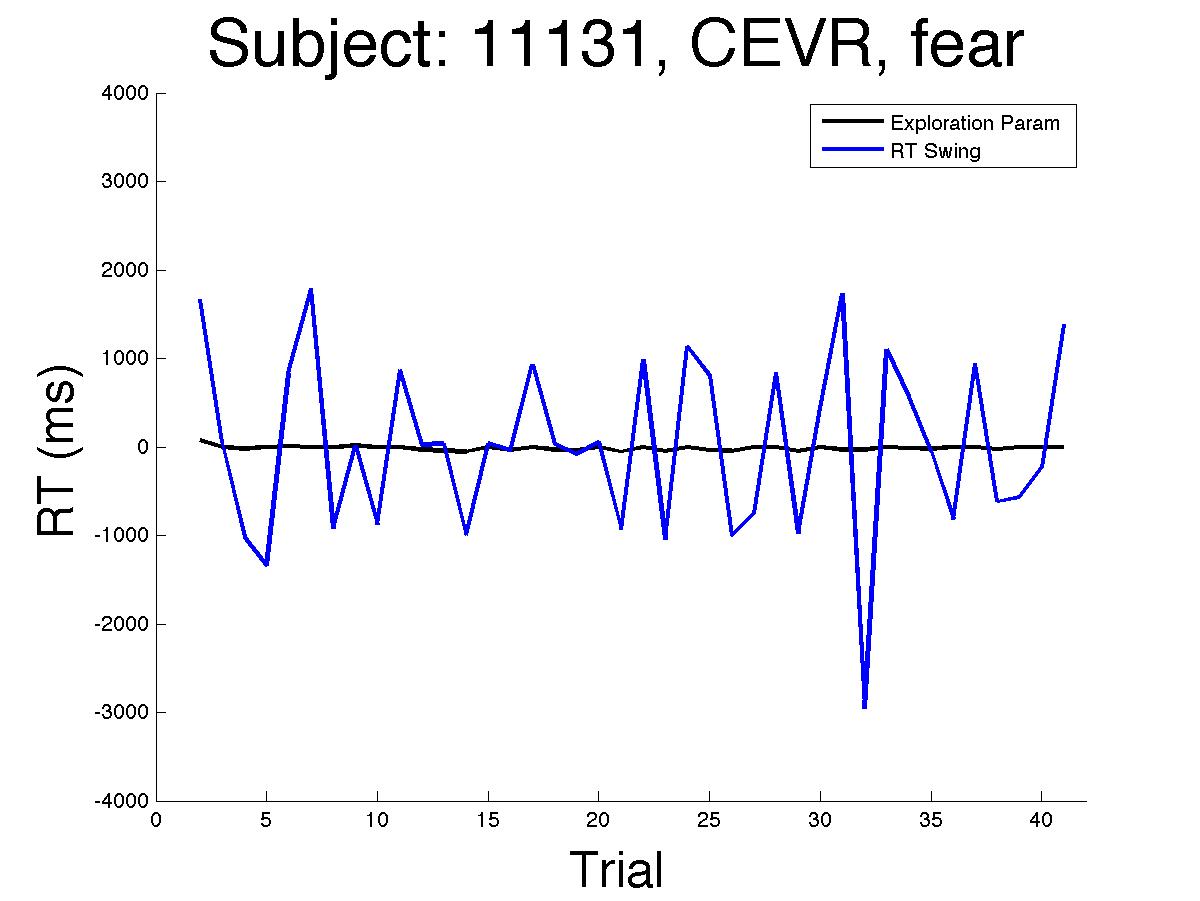 Subject: 11131, CEVR, fear
Exploration Param
RT Swing
RT (ms)
4000
3000
2000
1000
0
-1000
-2000
-3000
-4000
0 5 10 15 20 25 30 35 40
Trial